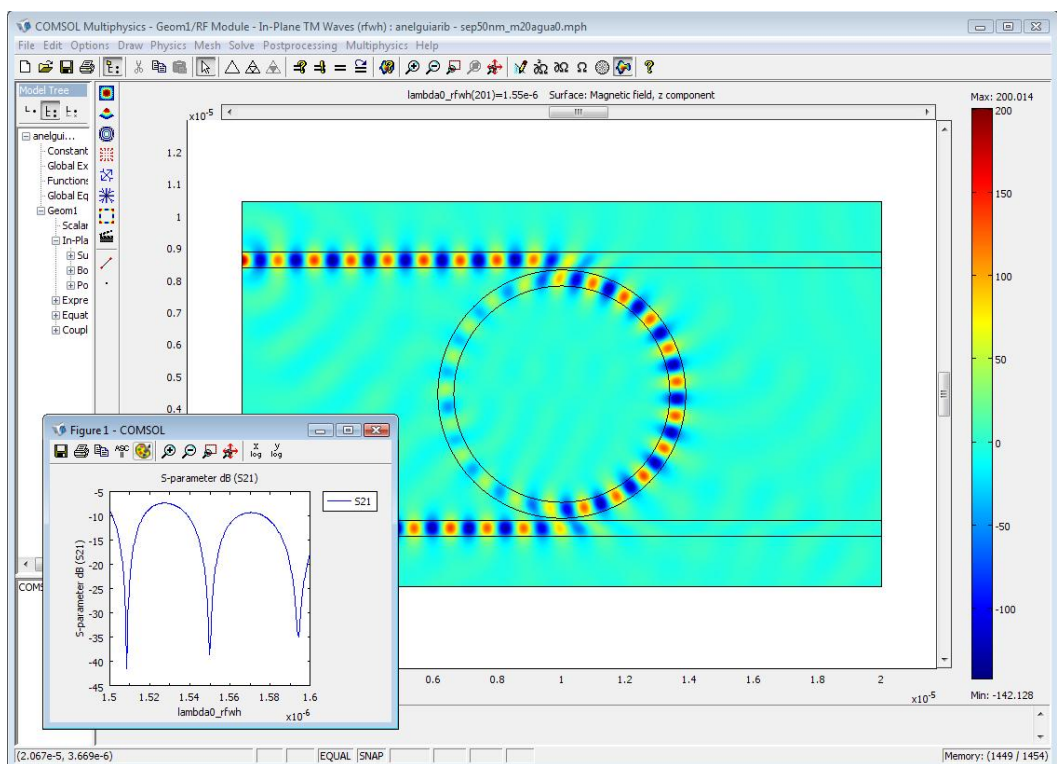 COMSOL Multiphysics - Geom1/RF Module - In-Plane TM Waves (rfwh) : anelguiarib - sep50nm_m20agua0.mph
File Edit Options Draw Physics Mesh Solve Postprocessing Multiphysics Help
Model Tree
anelgui...
Constant
Global Ex
Functions
Global Eq
Geom1
Scalar
In-Pla
Su
Bo
Po
Expre
Equat
Coupl
lambda0_rfwh(201)=1.55e-6 Surface: Magnetic field, z component
Max: 200.014
x10-5
1.2
1.1
1
0.9
0.8
0.7
0.6
0.5
0.4
200
150
100
50
0
-50
-100
Min: -142.128
0.6 0.8 1 1.2 1.4 1.6 1.8 2
x10-5
Figure 1 - COMSOL
ASC
II
x
log
y
log
S-parameter dB (S21)
S21
S-parameter dB (S21)
-5
-10
-15
-20
-25
-30
-35
-40
-45
1.5 1.52 1.54 1.56 1.58 1.6
lambda0_rfwh
x10-6
COMS
(2.067e-5, 3.669e-6)
EQUAL SNAP
Memory: (1449 / 1454)